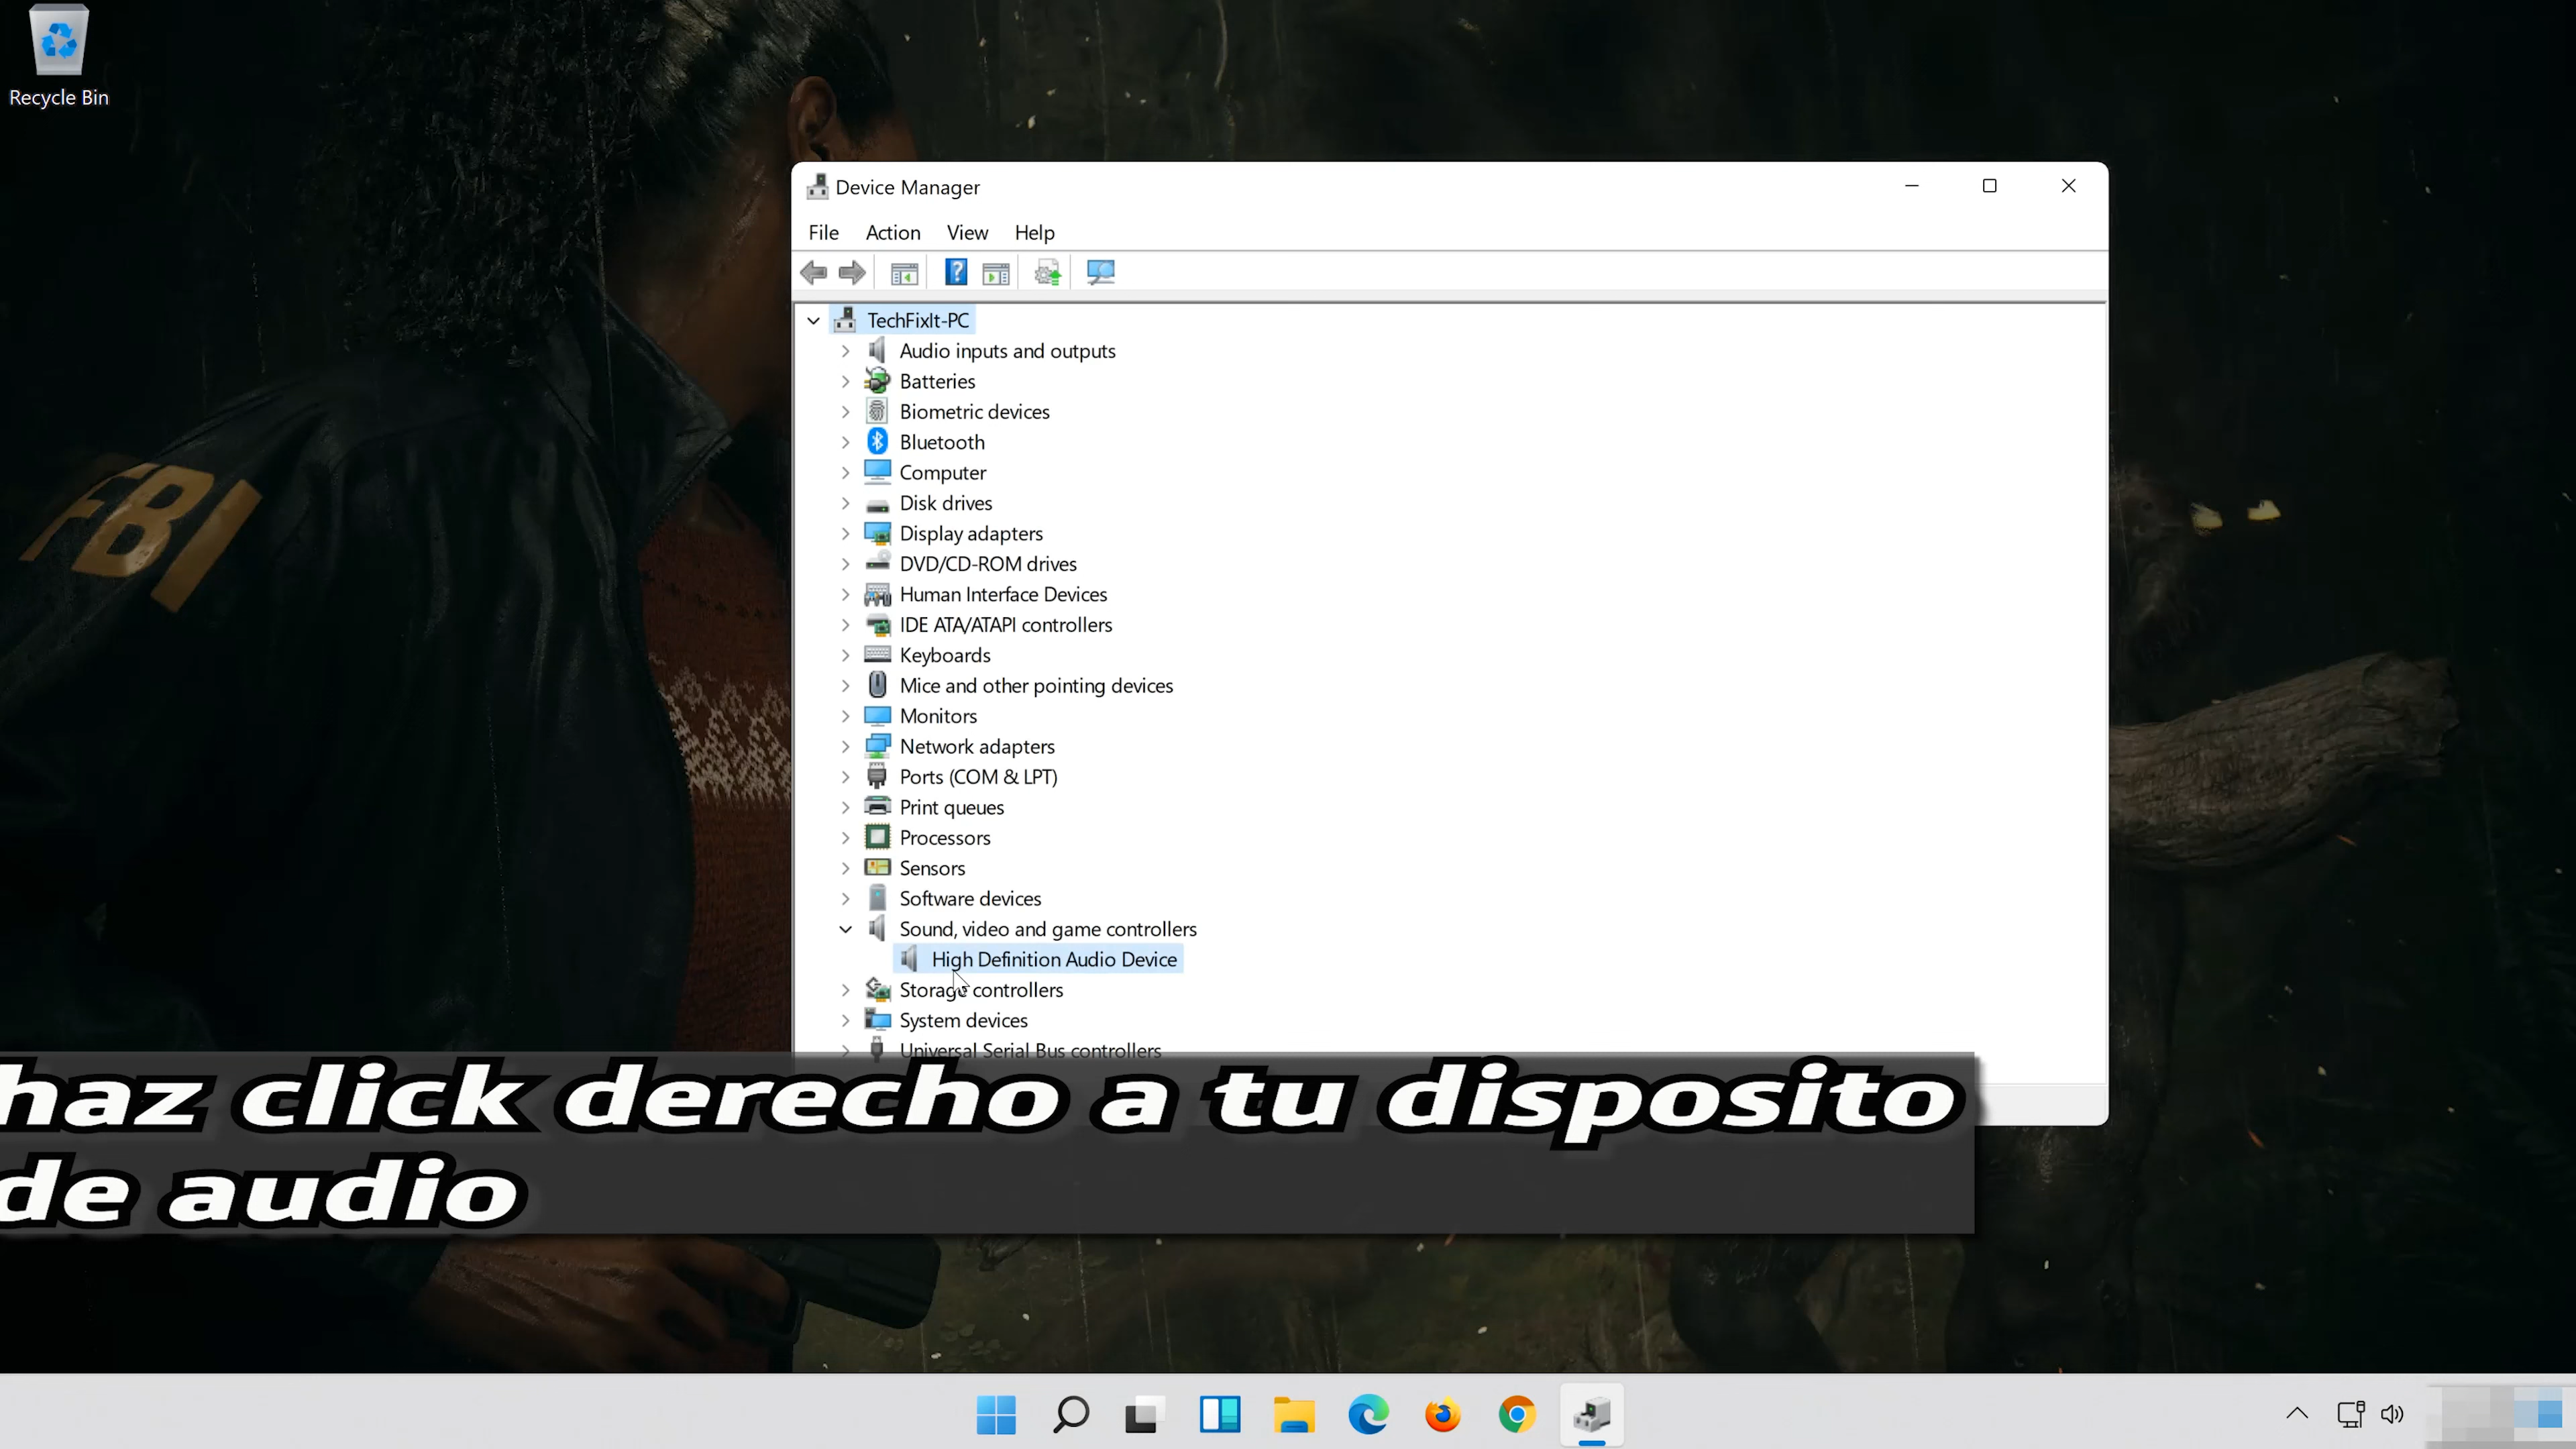 Recycle Bin
FBI
Device Manager
File Action View Help
TechFixIt-PC
Audio inputs and outputs
Batteries
Biometric devices
Bluetooth
Computer
Disk drives
Display adapters
DVD/CD-ROM drives
Human Interface Devices
IDE ATA/ATAPI controllers
Keyboards
Mice and other pointing devices
Monitors
Network adapters
Ports (COM & LPT)
Print queues
Processors
Sensors
Software devices
Sound, video and game controllers
High Definition Audio Device
Storage controllers
System devices
Universal Serial Bus controllers
haz click derecho a tu disposito
de audio